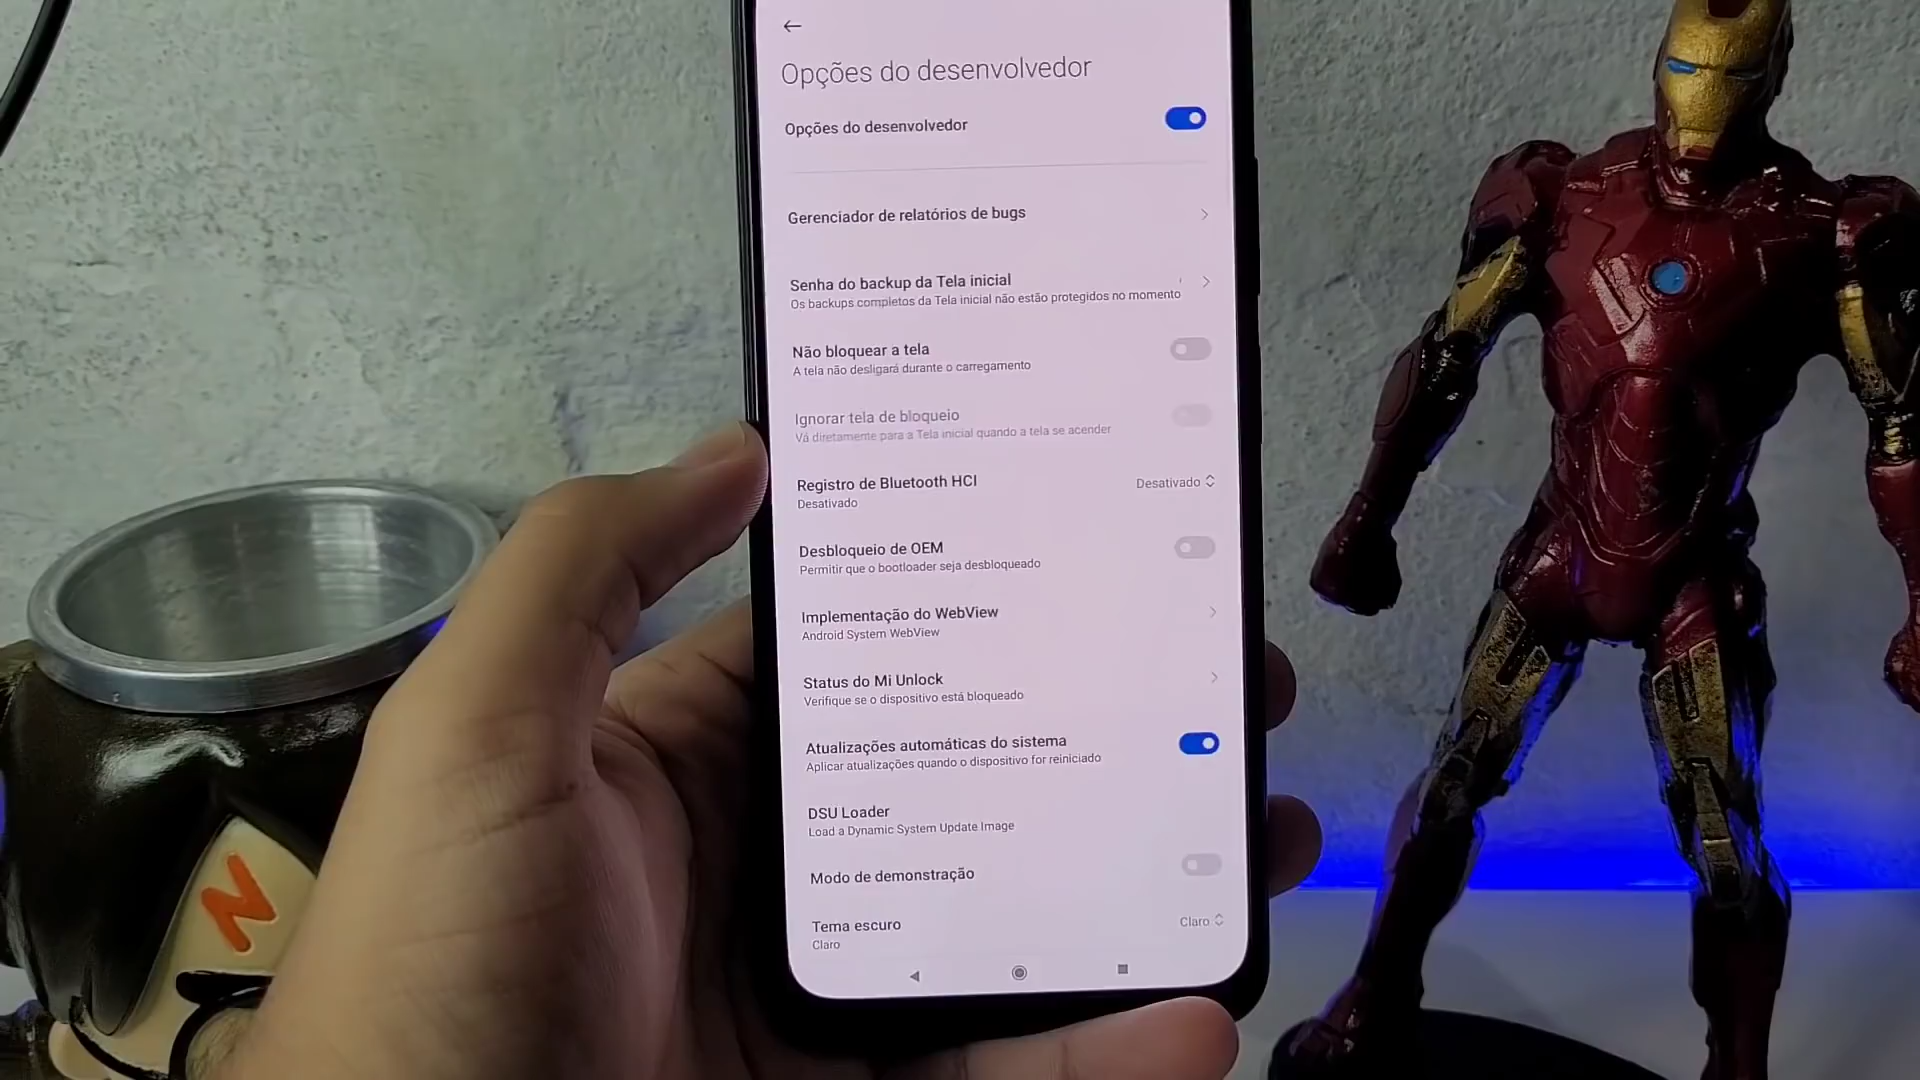 Opções do desenvolvedor
Opções do desenvolvedor
Gerenciador de relatórios de bugs
Senha do backup da Tela inicial
Os backups completos da Tela inicial não estão protegidos no momento
Não bloquear a tela
A tela não desligará durante o carregamento
Ignorar tela de bloqueio
Vá diretamente para a Tela inicial quando a tela se acender
Registro de Bluetooth HCI
Desativado
Desativado
Desbloqueio de OEM
Permitir que o bootloader seja desbloqueado
Implementação do WebView
Android System WebView
Status do Mi Unlock
Verifique se o dispositivo está bloqueado
Atualizações automáticas do sistema
Aplicar atualizações quando o dispositivo for reiniciado
DSU Loader
Load a Dynamic System Update Image
Modo de demonstração
Tema escuro
Claro
Claro
N